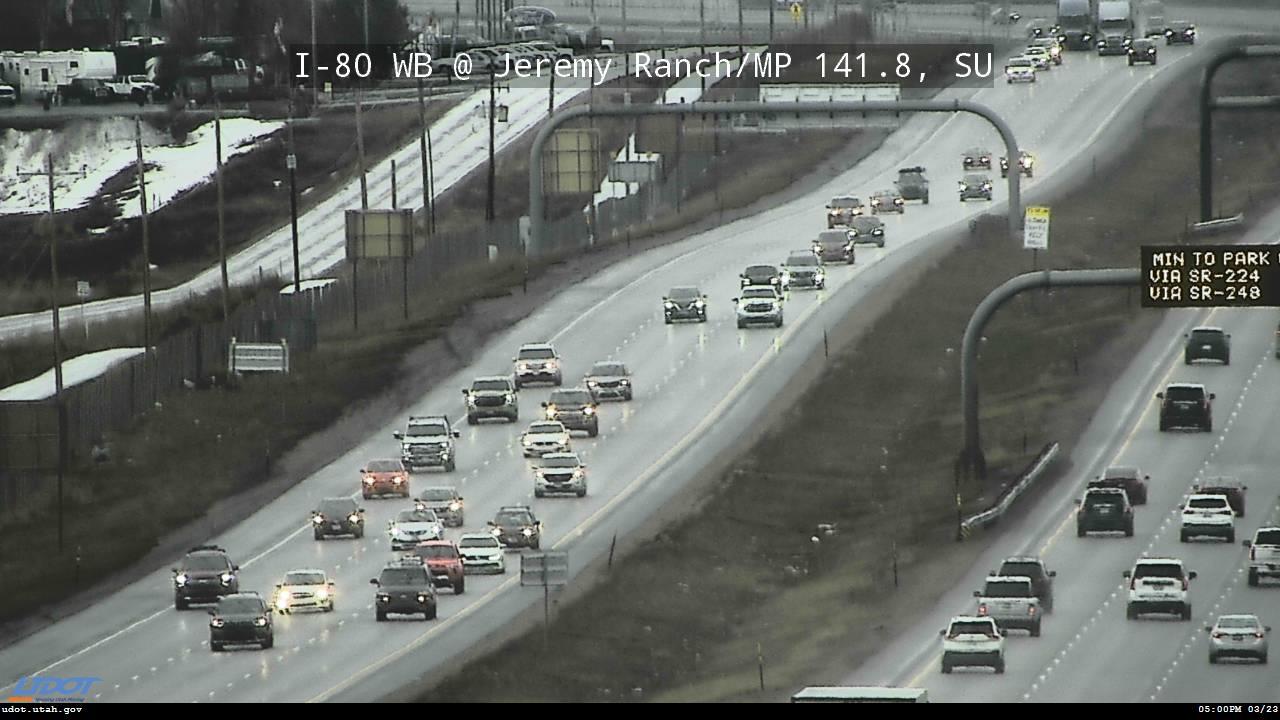 I-80 WB @ Jeremy Ranch/MP 141.8, SU
MIN TO PARK
VIA SR-224
VIA SR-248
UDOT
udot.utah.gov
05:00PM 03/23